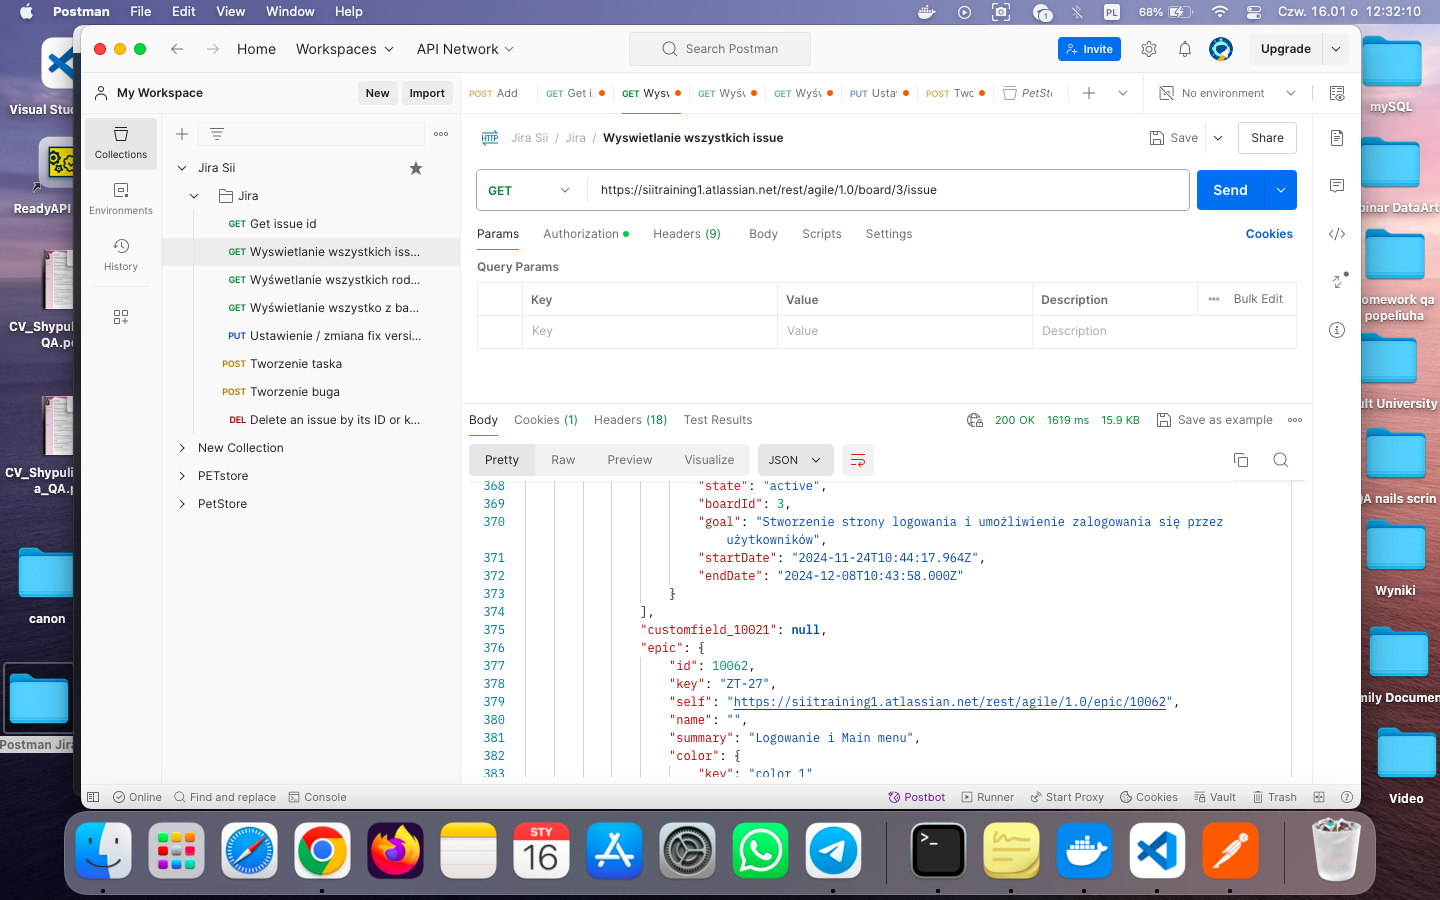 Postman File Edit View Window Help
1 PL 68% Czw. 16.01 o 12:32:10
Home Workspaces API Network Search Postman Invite Upgrade
My Workspace New Import
POST Add GET Get i. GET GET GET PUT POST No environment
Collections
Environments
History
Jira Sii
Jira
GET Get issue id
GET Wyswietlanie wszystkich iss...
GET Wyśwetlanie wszystkich rod...
GET Wyświetlanie wszystko z ba...
PUT Ustawienie / zmiana fix versi...
POST Tworzenie taska
POST Tworzenie buga
DEL Delete an issue by its ID or k...
New Collection
PETstore
PetStore
HTTP Jira Sii / Jira / Wyswietlanie wszystkich issue Save Share
GET https://siitraining1.atlassian.net/rest/agile/1.0/board/3/issue Send
Params Authorization Headers (9) Body Scripts Settings Cookies
Query Params
Key Value Description Bulk Edit
Key Value Description
Body Cookies (1) Headers (18) Test Results 200 OK 1619 ms 15.9 KB Save as example
Pretty Raw Preview Visualize JSON
368 "state": "active",
369 "boardId": 3,
370 "goal": "Stworzenie strony logowania i umożliwienie zalogowania się przez
użytkowników",
371 "startDate": "2024-11-24T10:44:17.964Z",
372 "endDate": "2024-12-08T10:43:58.000Z"
373 }
374 ],
375 "customfield_10021": null,
376 "epic": {
377 "id": 10062,
378 "key": "ZT-27",
379 "self": "https://siitraining1.atlassian.net/rest/agile/1.0/epic/10062",
380 "name": "",
381 "summary": "Logowanie i Main menu",
382 "color": {
383 "key": "color_1"
Online Find and replace Console Postbot Runner Start Proxy Cookies Vault Trash
Visual Stu
ReadyAPI
CV_Shypul
QA.p
CV_Shypuli
a_QA.p
canon
Postman Jira
mySQL
binar DataArt
omework qa
popeliuha
ult University
QA nails scrin
Wyniki
mily Documen
Video
STY
16